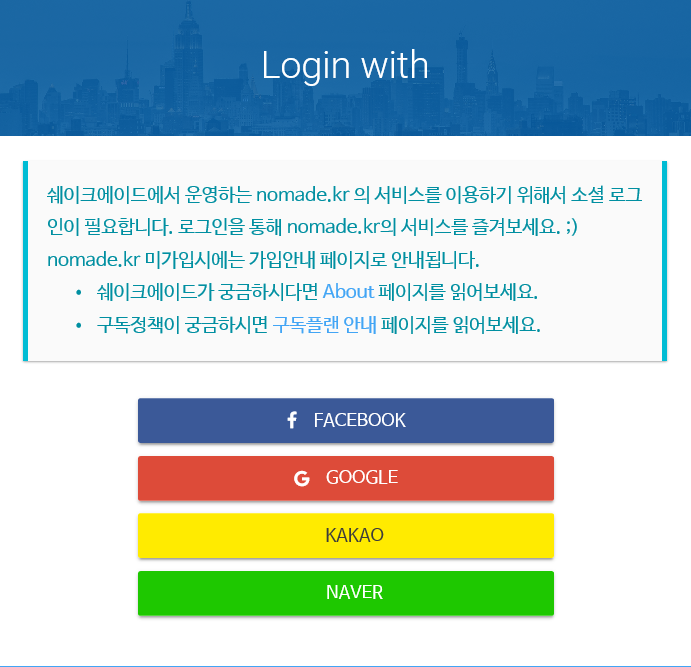 Login with
쉐이크에이드에서 운영하는 nomade.kr 의 서비스를 이용하기 위해서 소셜 로그
인이 필요합니다. 로그인을 통해 nomade.kr의 서비스를 즐겨보세요. ;)
nomade.kr 미가입시에는 가입안내 페이지로 안내됩니다.
• 쉐이크에이드가 궁금하시다면 About 페이지를 읽어보세요.
• 구독정책이 궁금하시면 구독플랜 안내 페이지를 읽어보세요.
FACEBOOK
GOOGLE
KAKAO
NAVER